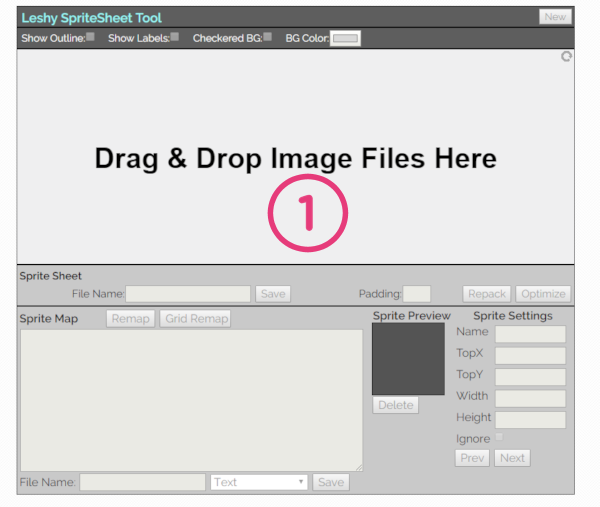 Leshy SpriteSheet Tool New
Show Outline: Show Labels: Checkered BG: BG Color:
Drag & Drop Image Files Here
1
Sprite Sheet
File Name: Save Padding: Repack Optimize
Sprite Map Remap Grid Remap Sprite Preview Sprite Settings
Name
TopX
TopY
Width
Delete
Height
Ignore
Prev Next
File Name: Text Save